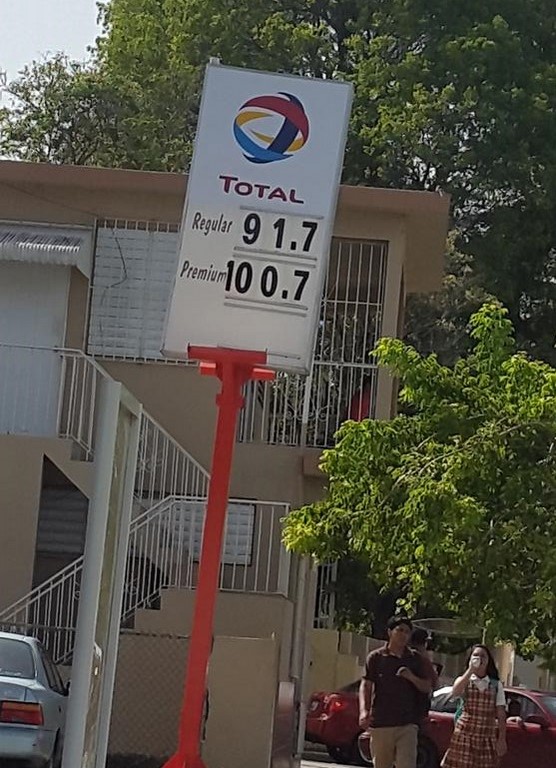 TOTAL
Regular 91.7
Premium 100.7